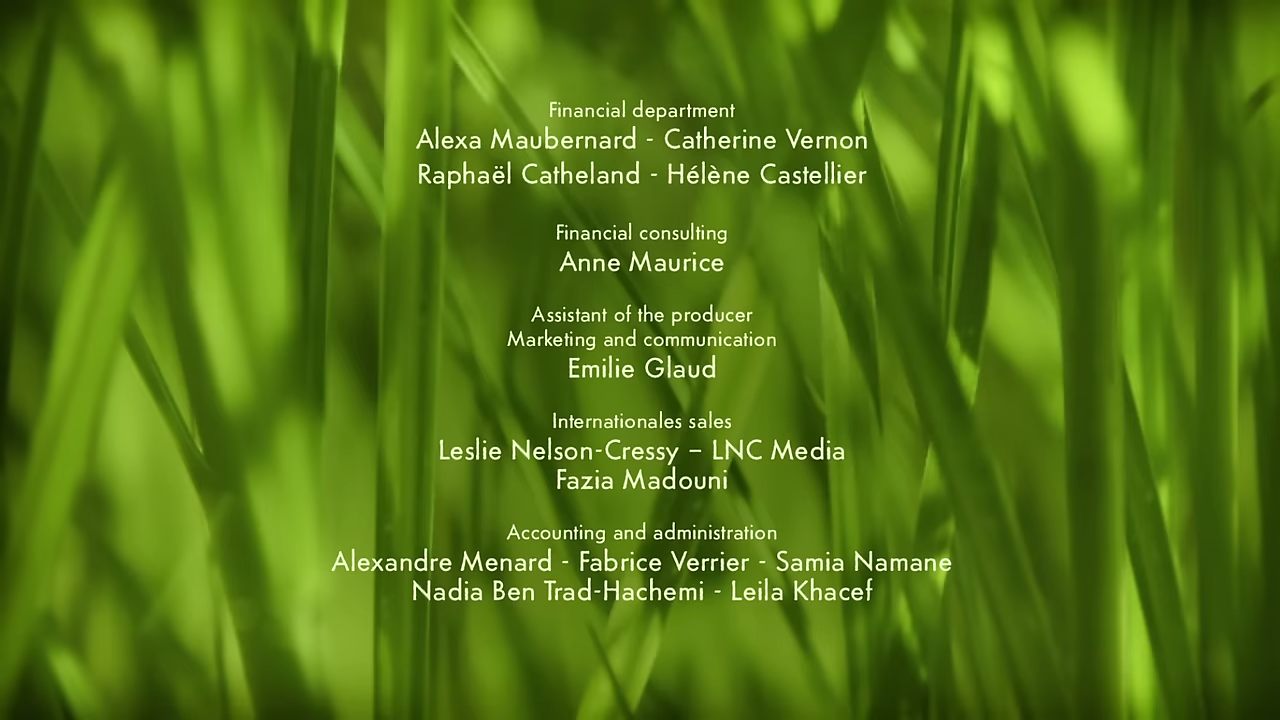 Financial department
Alexa Maubernard - Catherine Vernon
Raphaël Catheland - Hélène Castellier
Financial consulting
Anne Maurice
Assistant of the producer
Marketing and communication
Emilie Glaud
Internationales sales
Leslie Nelson-Cressy – LNC Media
Fazia Madouni
Accounting and administration
Alexandre Menard - Fabrice Verrier - Samia Namane
Nadia Ben Trad-Hachemi - Leila Khacef